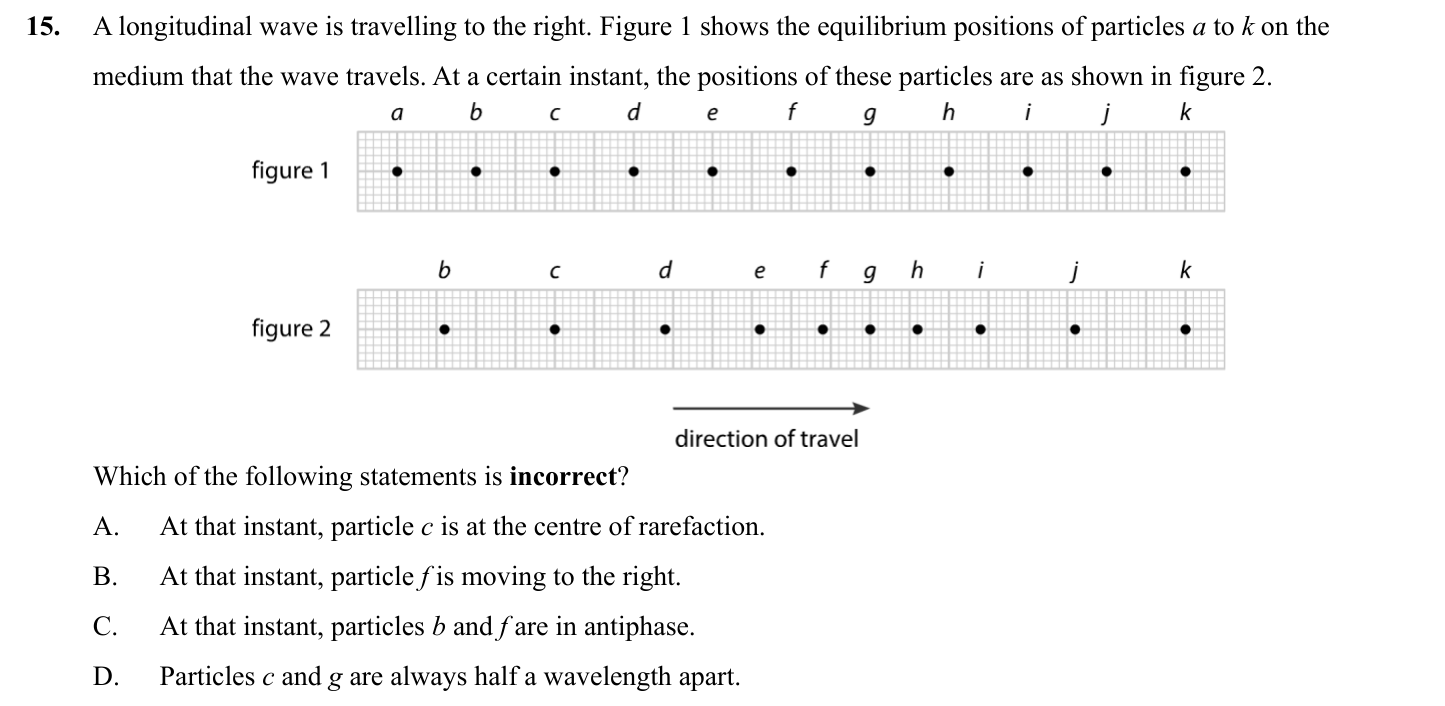 15. A longitudinal wave is travelling to the right. Figure 1 shows the equilibrium positions of particles a to k on the
medium that the wave travels. At a certain instant, the positions of these particles are as shown in figure 2.
a b c d e f g h i j k
figure 1
b c d e f g h i j k
figure 2
direction of travel
Which of the following statements is incorrect?
A. At that instant, particle c is at the centre of rarefaction.
B. At that instant, particle f is moving to the right.
C. At that instant, particles b and f are in antiphase.
D. Particles c and g are always half a wavelength apart.